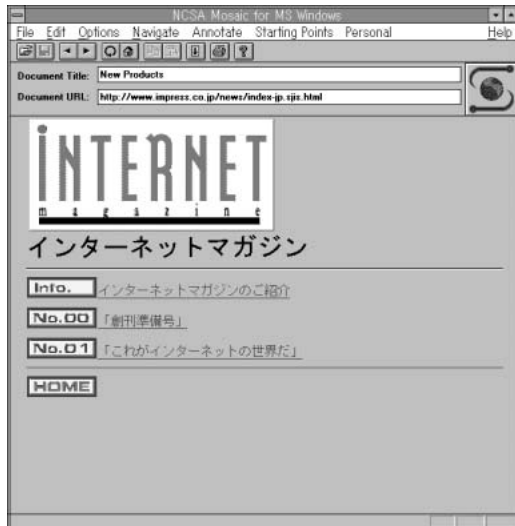 NCSA Mosaic for MS Windows
File Edit Options Navigate Annotate Starting Points Personal Help
Document Title: New Products
Document URL: http://www.impress.co.jp/news/index-jp.sjis.html
iNTERNET
magazine
インターネットマガジン
Info. インターネットマガジンのご紹介
No.00 「創刊準備号」
No.01 「これがインターネットの世界だ」
HOME